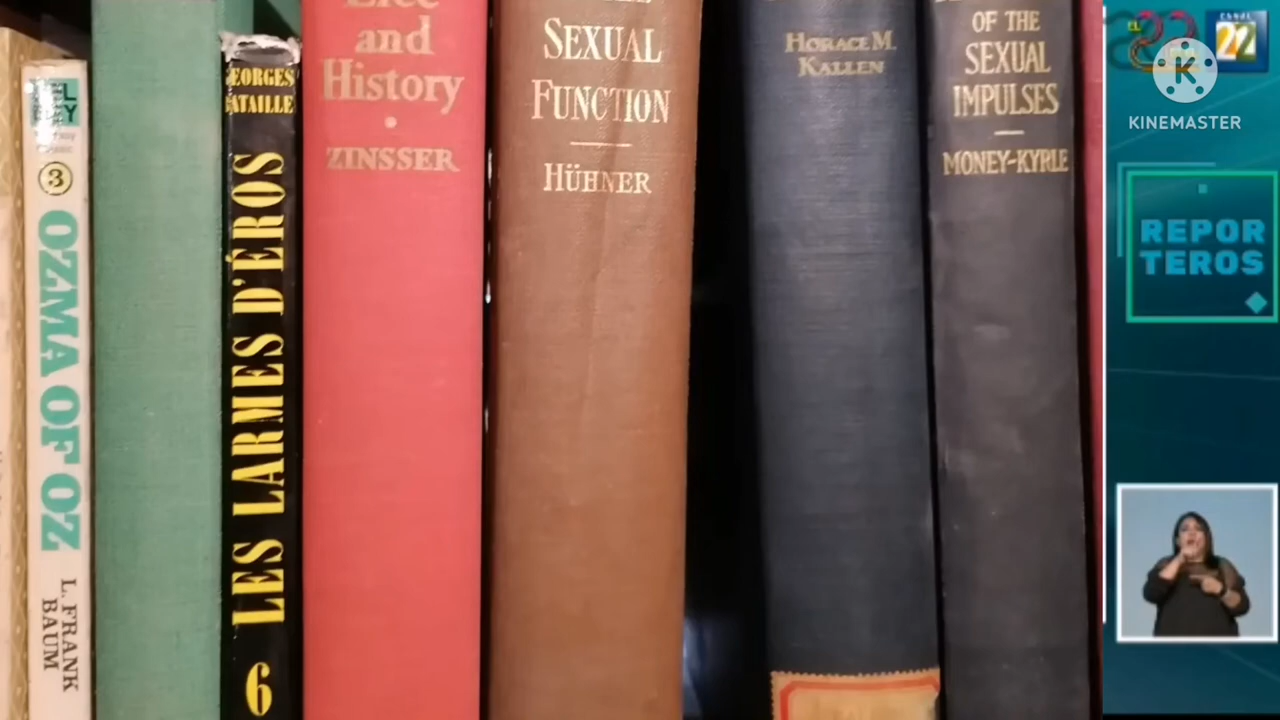 3
OZMA OF OZ
L. FRANK
BAUM
GEORGES
BATAILLE
LES LARMES D'ÉROS
6
and
History
ZINSSER
SEXUAL
FUNCTION
HÜHNER
HORACE M.
KALLEN
OF THE
SEXUAL
IMPULSES
MONEY-KYRLE
22
K
KINEMASTER
REPOR
TEROS